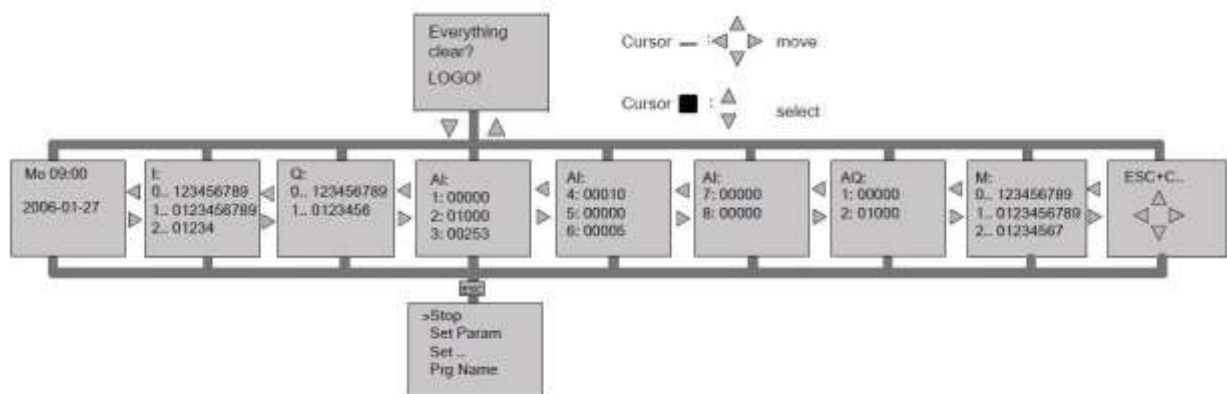 Everything
clear?
LOGO!
Cursor _ : move
Cursor ■ : select
Mo 09:00
2006-01-27
I:
0.. 123456789
1.. 0123456789
2.. 01234
Q:
0.. 123456789
1.. 0123456
AI:
1: 00000
2: 01000
3: 00253
AI:
4: 00010
5: 00000
6: 00005
AI:
7: 00000
8: 00000
AQ:
1: 00000
2: 01000
M:
0.. 123456789
1.. 0123456789
2.. 01234567
ESC+C..
ESC
>Stop
Set Param
Set ..
Prg Name